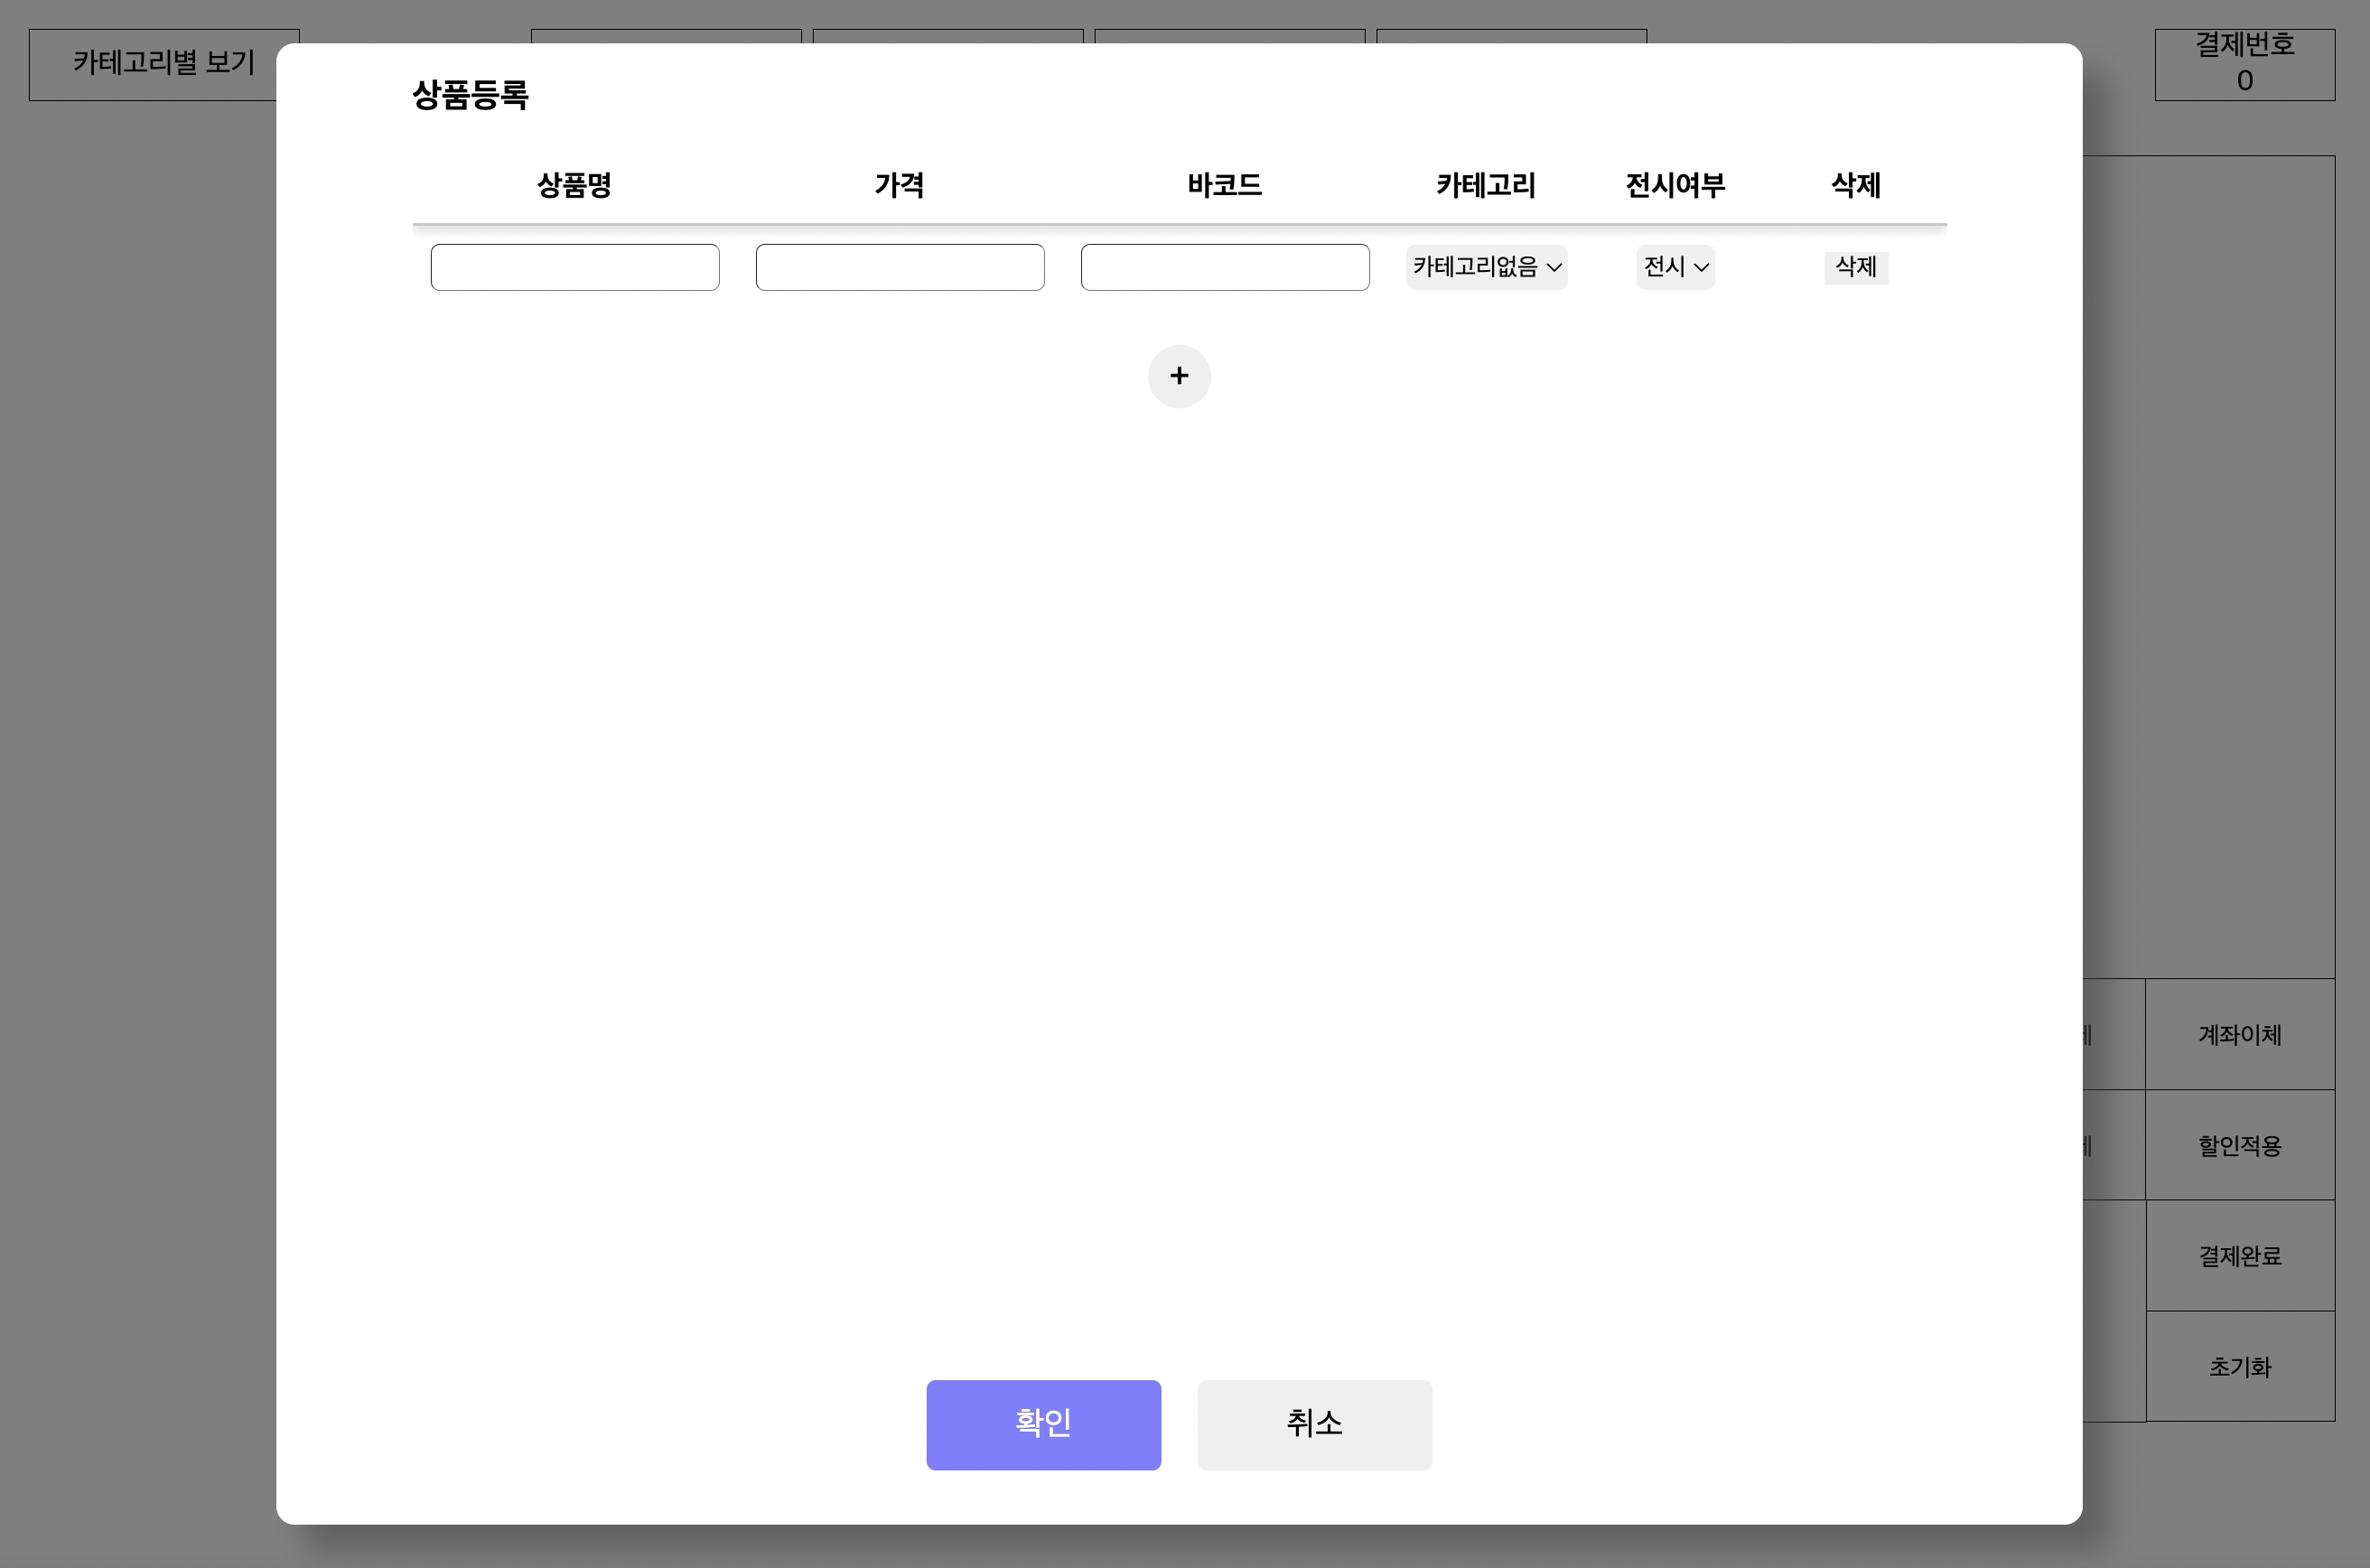 카테고리별 보기
결제번호
0
상품등록
상품명 가격 바코드 카테고리 전시여부 삭제
카테고리없음 전시 삭제
+
계좌이체
할인적용
결제완료
초기화
확인 취소